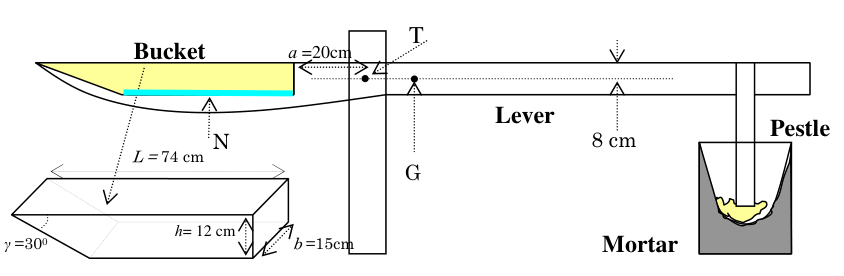 T
Bucket
a =20cm
Lever
N
8 cm
Pestle
L = 74 cm
G
h= 12 cm
γ =30⁰
b =15cm
Mortar